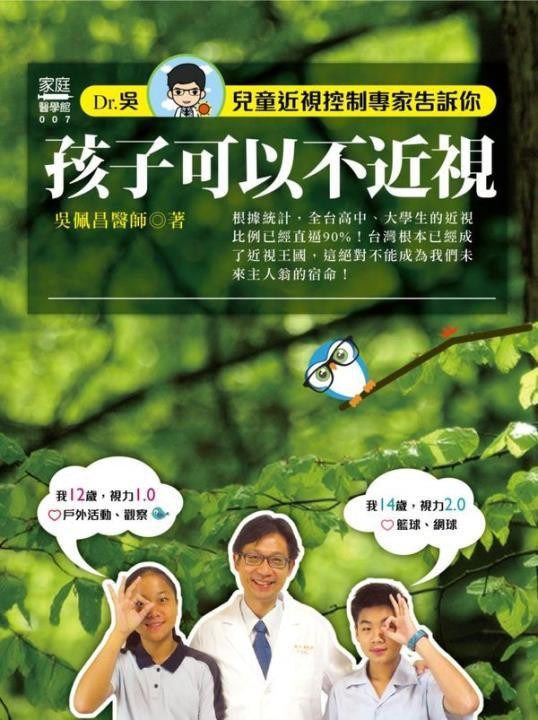 家庭
醫學館
007
Dr.吳
兒童近視控制專家告訴你
孩子可以不近視
吳佩昌醫師◎著
根據統計，全台高中、大學生的近視
比例已經直逼90%！台灣根本已經成
了近視王國，這絕對不能成為我們未
來主人翁的宿命！
我12歲，視力1.0
♡戶外活動、觀察
我14歲，視力2.0
♡籃球、網球